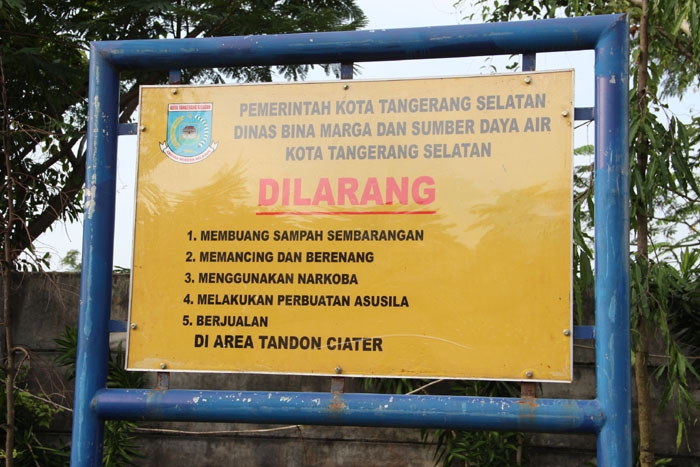 PEMERINTAH KOTA TANGERANG SELATAN
DINAS BINA MARGA DAN SUMBER DAYA AIR
KOTA TANGERANG SELATAN
DILARANG
1. MEMBUANG SAMPAH SEMBARANGAN
2. MEMANCING DAN BERENANG
3. MENGGUNAKAN NARKOBA
4. MELAKUKAN PERBUATAN ASUSILA
5. BERJUALAN
DI AREA TANDON CIATER